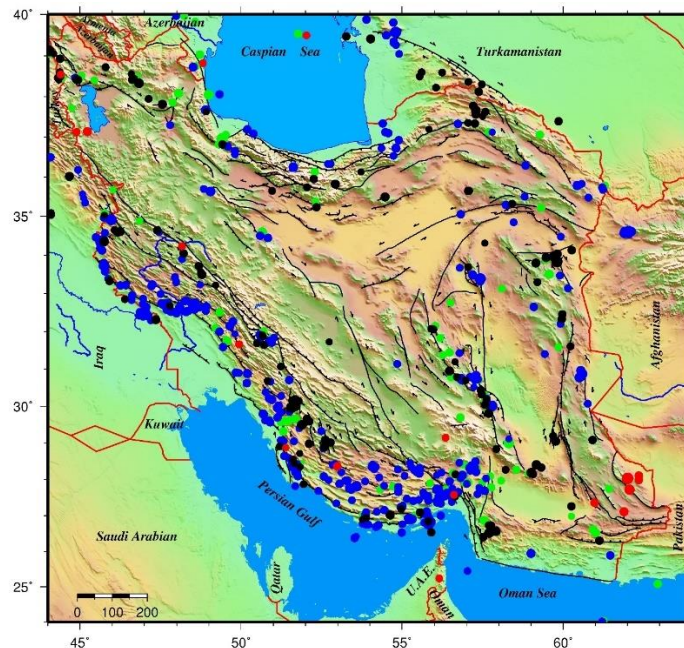 40˚
Azerbaijan
Armenia
Caspian Sea
Turkamanistan
35˚
Iraq
Afghanistan
30˚
Kuwait
Persian Gulf
Saudi Arabian
Pakistan
25˚
Qatar
U.A.E.
Oman
Oman Sea
0 100 200
45˚ 50˚ 55˚ 60˚